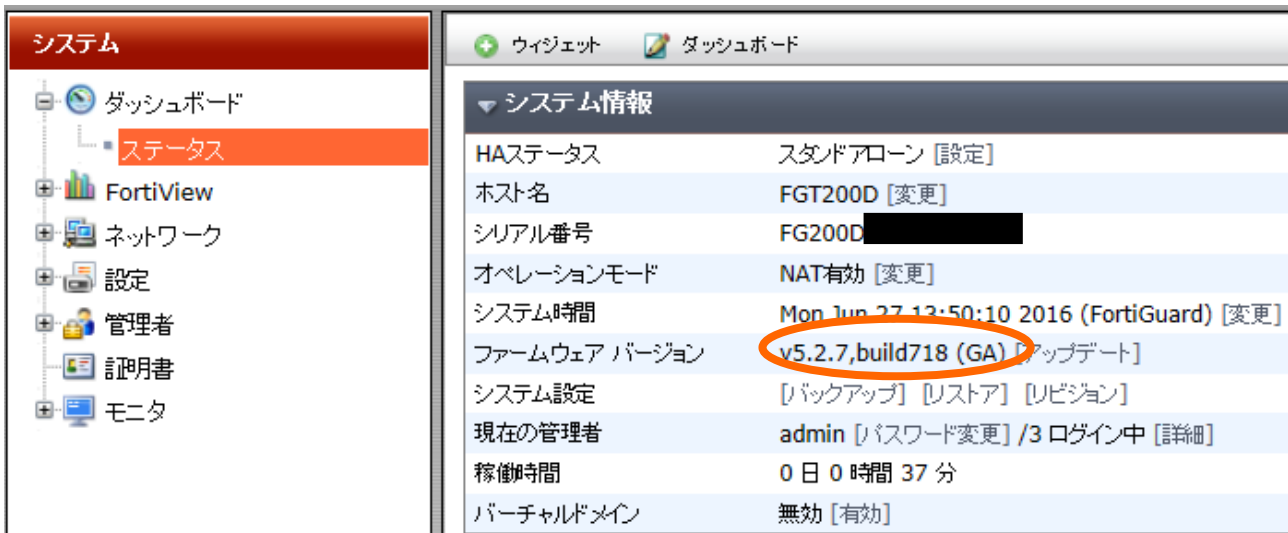 システム
ダッシュボード
ステータス
FortiView
ネットワーク
設定
管理者
証明書
モニタ
ウィジェット ダッシュボード
システム情報
HAステータス スタンドアローン [設定]
ホスト名 FGT200D [変更]
シリアル番号 FG200D
オペレーションモード NAT有効 [変更]
システム時間 Mon Jun 27 13:50:10 2016 (FortiGuard) [変更]
ファームウェア バージョン v5.2.7,build718 (GA) [アップデート]
システム設定 [バックアップ] [リストア] [リビジョン]
現在の管理者 admin [パスワード変更] /3 ログイン中 [詳細]
稼働時間 0 日 0 時間 37 分
バーチャルドメイン 無効 [有効]